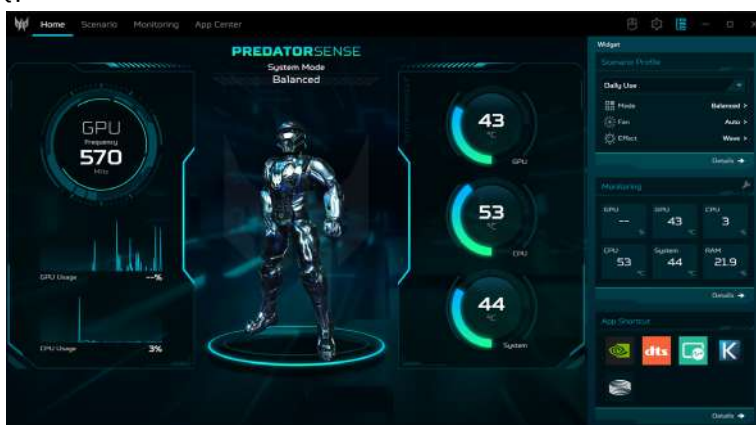 Home Scenario Monitoring App Center
PREDATORSENSE
System Mode
Balanced
GPU
Frequency
570
MHz
GPU Usage --%
CPU Usage 3%
43
°C
GPU
53
°C
CPU
44
°C
System
Widget
Scenario Profile
Daily Use
Mode Balanced >
Fan Auto >
Effect Wave >
Details →
Monitoring
GPU GPU CPU
-- 43 3
% °C %
CPU System RAM
53 44 21.9
°C °C %
Details →
App Shortcut
dts
K
Details →